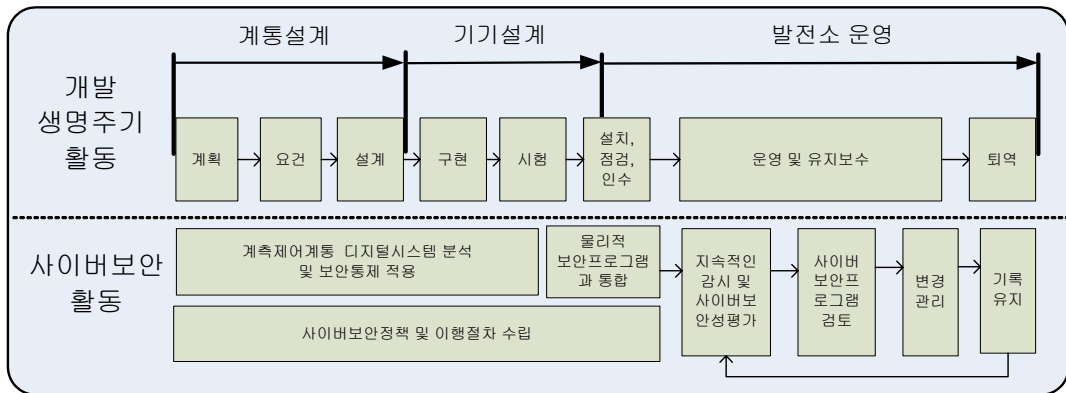 계통설계
기기설계
발전소 운영
개발
생명주기
활동
계획
요건
설계
구현
시험
설치,
점검,
인수
운영 및 유지보수
퇴역
사이버보안
활동
계측제어계통 디지털시스템 분석
및 보안통제 적용
물리적
보안프로그램
과 통합
사이버보안정책 및 이행절차 수립
지속적인
감시 및
사이버보
안성평가
사이버
보안프
로그램
검토
변경
관리
기록
유지